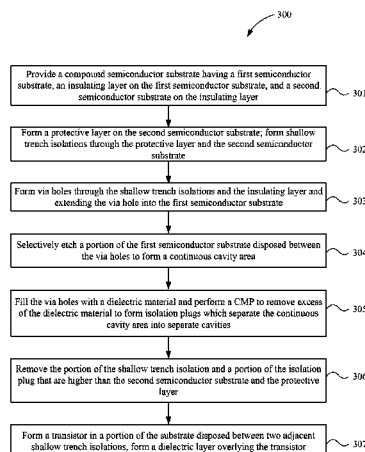 300
Provide a compound semiconductor substrate having a first semiconductor
substrate, an insulating layer on the first semiconductor substrate, and a second
semiconductor substrate on the insulating layer
301
Form a protective layer on the second semiconductor substrate; form shallow
trench isolations through the protective layer and the second semiconductor
substrate
302
Form via holes through the shallow trench isolations and the insulating layer and
extending the via hole into the first semiconductor substrate
303
Selectively etch a portion of the first semiconductor substrate disposed between
the via holes to form a continuous cavity area
304
Fill the via holes with a dielectric material and perform a CMP to remove excess
of the dielectric material to form isolation plugs which separate the continuous
cavity area into separate cavities
305
Remove the portion of the shallow trench isolation and a portion of the isolation
plug that are higher than the second semiconductor substrate and the protective
layer
306
Form a transistor in a portion of the substrate disposed between two adjacent
shallow trench isolations, form a dielectric layer overlying the transistor
307